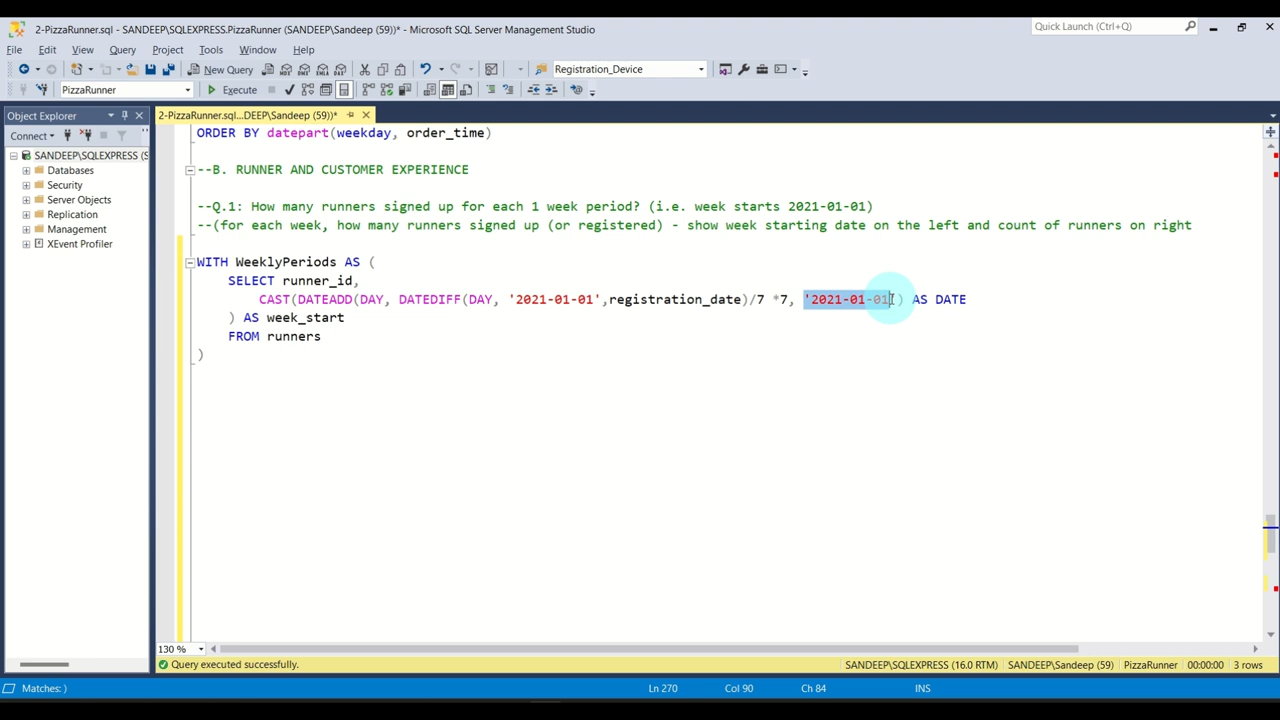 2-PizzaRunner.sql - SANDEEP\SQLEXPRESS.PizzaRunner (SANDEEP\Sandeep (59))* - Microsoft SQL Server Management Studio
Quick Launch (Ctrl+Q)
File Edit View Query Project Tools Window Help
New Query
Registration_Device
PizzaRunner
Execute
Object Explorer
2-PizzaRunner.sql...DEEP\Sandeep (59))*
Connect
SANDEEP\SQLEXPRESS (S
Databases
Security
Server Objects
Replication
Management
XEvent Profiler
ORDER BY datepart(weekday, order_time)
--B. RUNNER AND CUSTOMER EXPERIENCE
--Q.1: How many runners signed up for each 1 week period? (i.e. week starts 2021-01-01)
--(for each week, how many runners signed up (or registered) - show week starting date on the left and count of runners on right
WITH WeeklyPeriods AS (
SELECT runner_id,
CAST(DATEADD(DAY, DATEDIFF(DAY, '2021-01-01',registration_date)/7 *7, '2021-01-01') AS DATE
) AS week_start
FROM runners
)
130 %
Query executed successfully.
SANDEEP\SQLEXPRESS (16.0 RTM) SANDEEP\Sandeep (59) PizzaRunner 00:00:00 3 rows
Matches: )
Ln 270 Col 90 Ch 84 INS